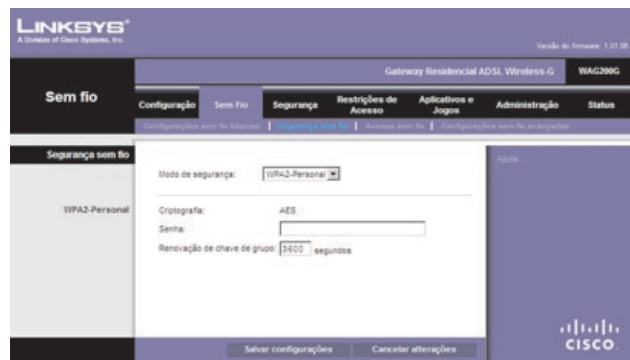 LINKSYS®
A Division of Cisco Systems, Inc.
Versão do firmware: 1.01.06
Gateway Residencial ADSL Wireless-G
WAG200G
Sem fio
Configuração
Sem Fio
Segurança
Restrições de Acesso
Aplicativos e Jogos
Administração
Status
Configurações sem fio básicas | Segurança sem fio | Acesso sem fio | Configurações sem fio avançadas
Segurança sem fio
Modo de segurança: WPA2-Personal
Ajuda...
WPA2-Personal
Criptografia: AES
Senha:
Renovação de chave de grupo: 3600 segundos
Salvar configurações
Cancelar alterações
CISCO